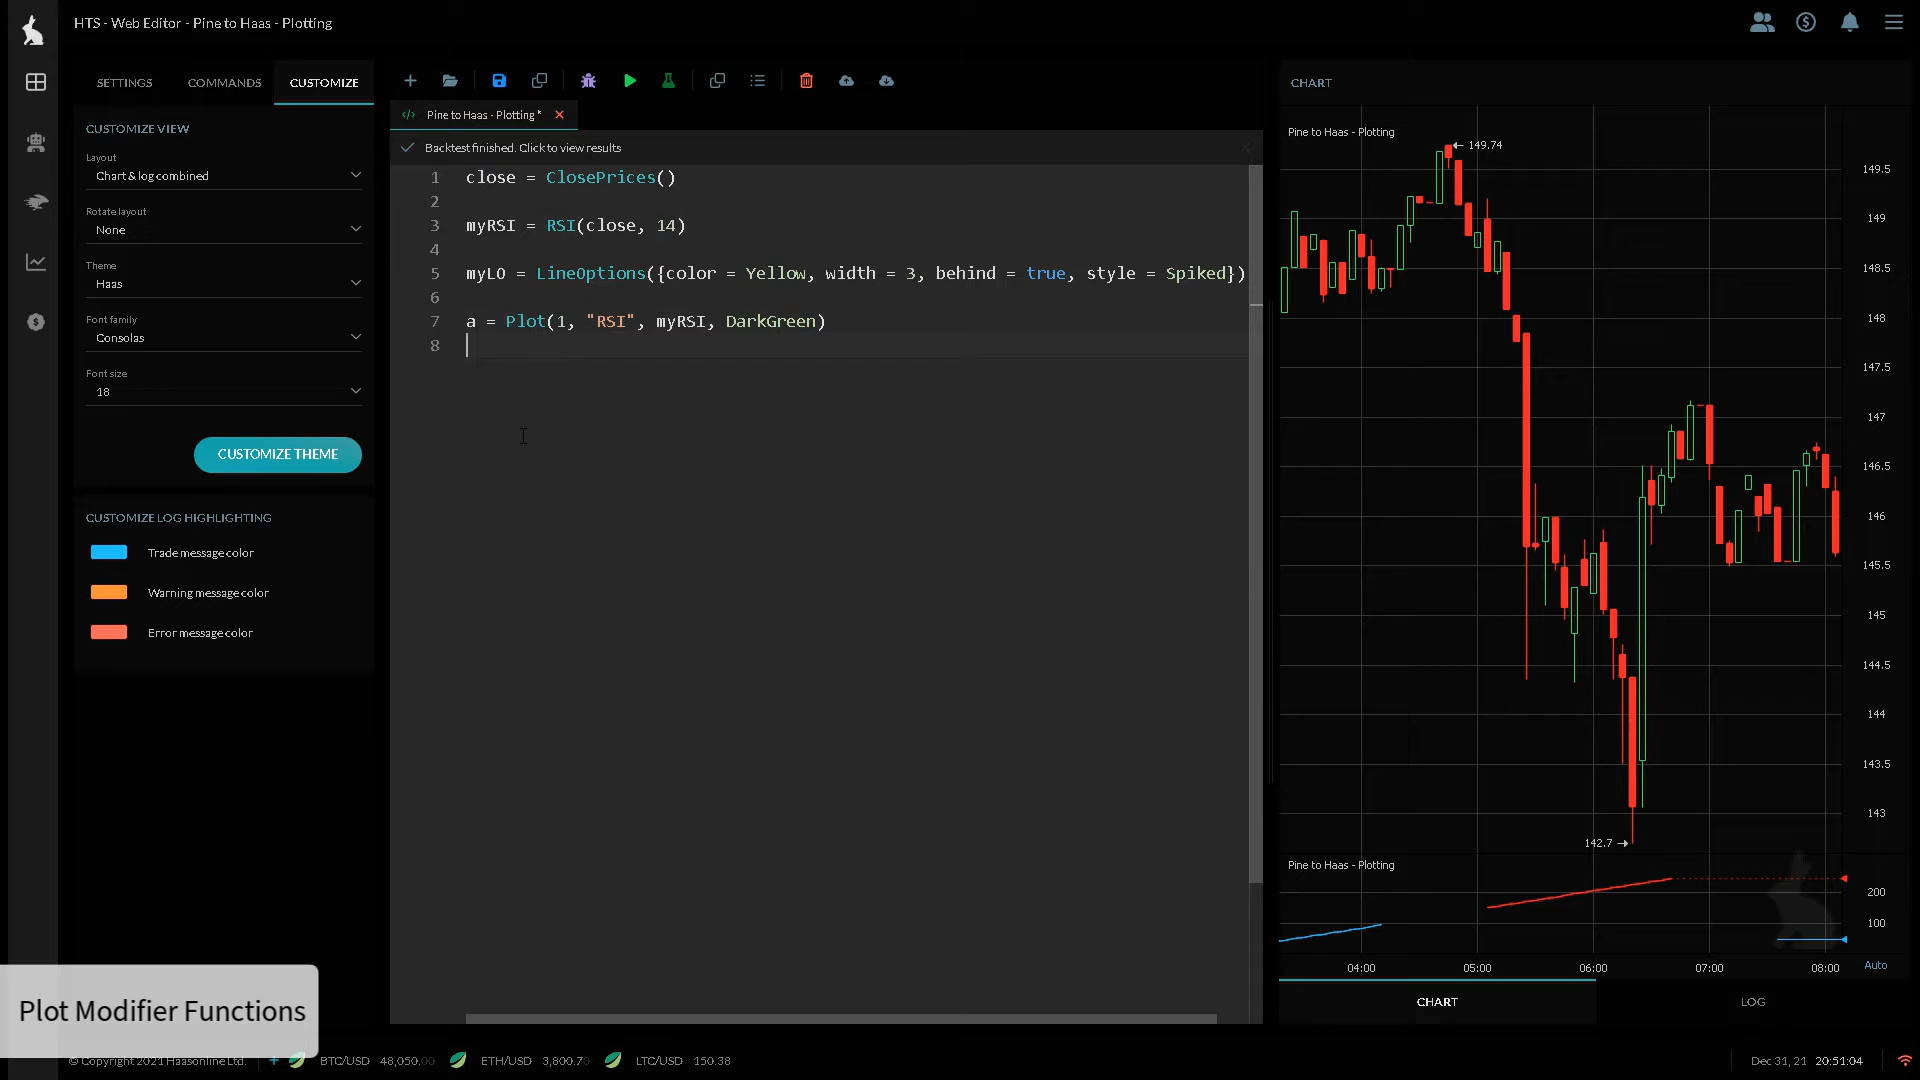 HTS - Web Editor - Pine to Haas - Plotting
SETTINGS
COMMANDS
CUSTOMIZE
CUSTOMIZE VIEW
Layout
Chart & log combined
Rotate layout
None
Theme
Haas
Font family
Consolas
Font size
18
CUSTOMIZE THEME
CUSTOMIZE LOG HIGHLIGHTING
Trade message color
Warning message color
Error message color
Pine to Haas - Plotting *
Backtest finished. Click to view results
1 close = ClosePrices()
2
3 myRSI = RSI(close, 14)
4
5 myLO = LineOptions({color = Yellow, width = 3, behind = true, style = Spiked})
6
7 a = Plot(1, "RSI", myRSI, DarkGreen)
8
CHART
Pine to Haas - Plotting
149.74
149.5
149
148.5
148
147.5
147
146.5
146
145.5
145
144.5
144
143.5
143
142.7
Pine to Haas - Plotting
200
100
04:00
05:00
06:00
07:00
08:00
Auto
CHART
LOG
Plot Modifier Functions
© Copyright 2021 Haasonline Ltd.
BTC/USD 48,050.00
ETH/USD 3,800.70
LTC/USD 150.38
Dec 31, 21 20:51:04